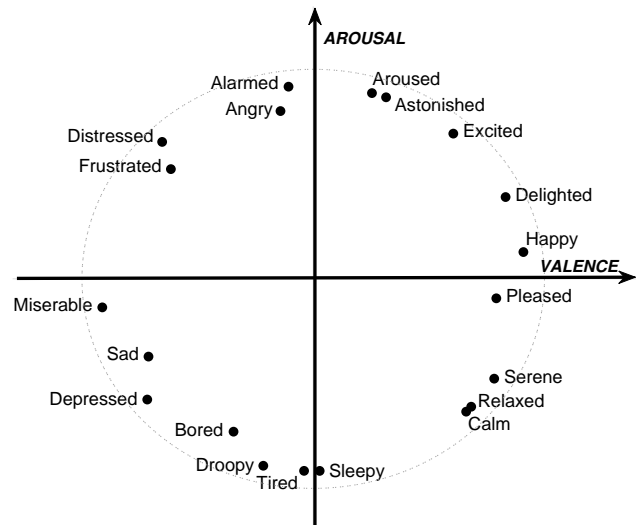 AROUSAL
Alarmed
Aroused
Angry
Astonished
Excited
Distressed
Frustrated
Delighted
Happy
VALENCE
Miserable
Pleased
Sad
Serene
Depressed
Relaxed
Calm
Bored
Droopy
Sleepy
Tired